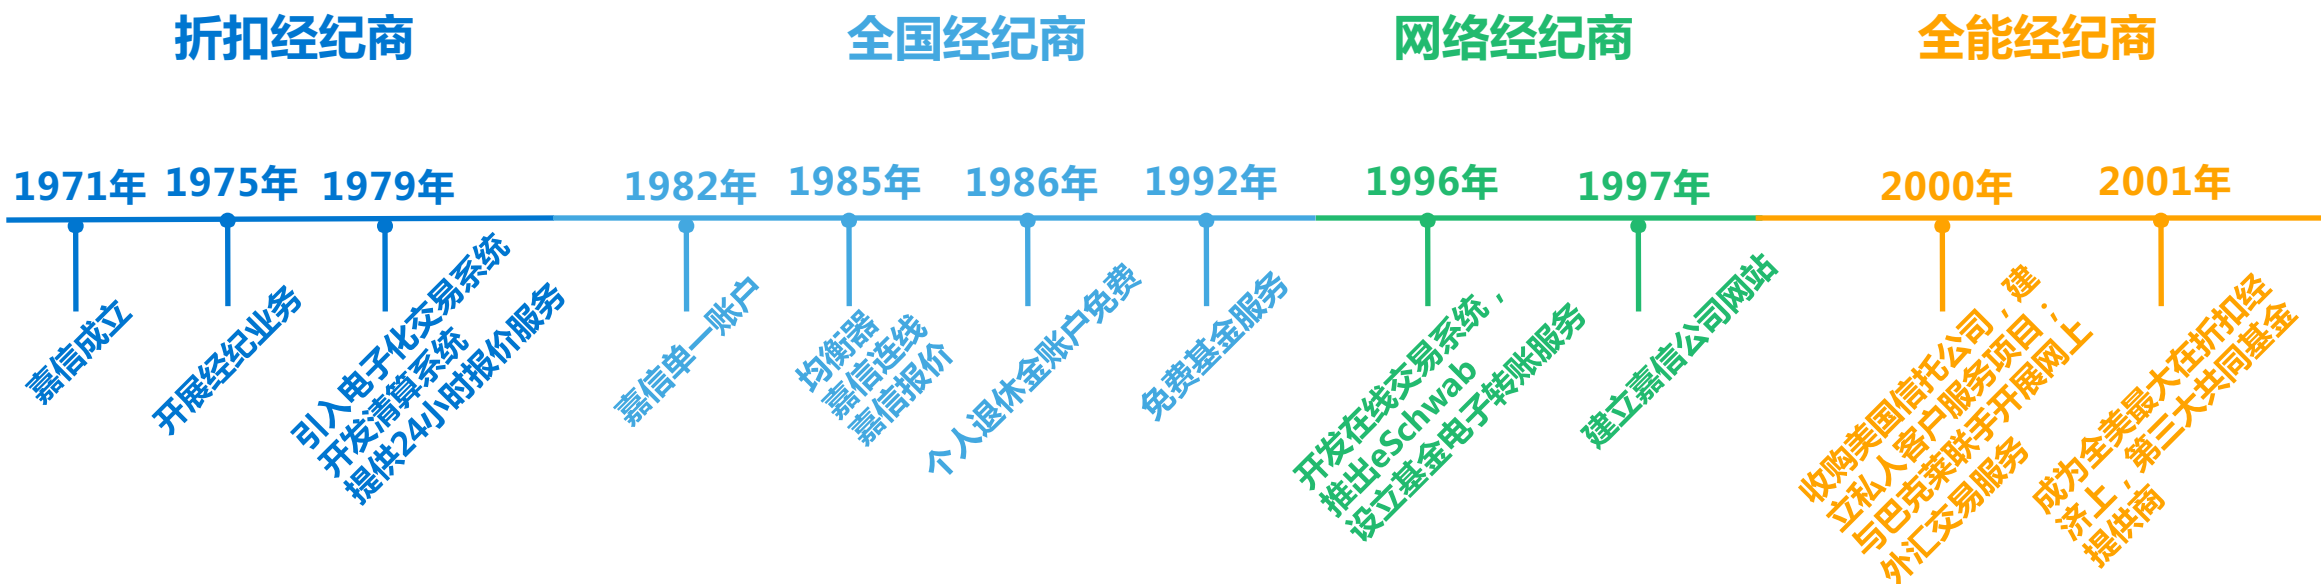 折扣经纪商
全国经纪商
网络经纪商
全能经纪商
1971年
1975年
1979年
1982年
1985年
1986年
1992年
1996年
1997年
2000年
2001年
嘉信成立
开展经纪业务
引入电子化交易系统
开发清算系统
提供24小时报价服务
嘉信单一账户
均衡器
嘉信连线
嘉信报价
个人退休金账户免费
免费基金服务
开发在线交易系统，
推出eSchwab
设立基金电子转账服务
建立嘉信公司网站
收购美国信托公司，建
立私人客户服务项目；
与巴克莱联手开展网上
外汇交易服务
成为全美最大在折扣经
济上，第三大共同基金
提供商